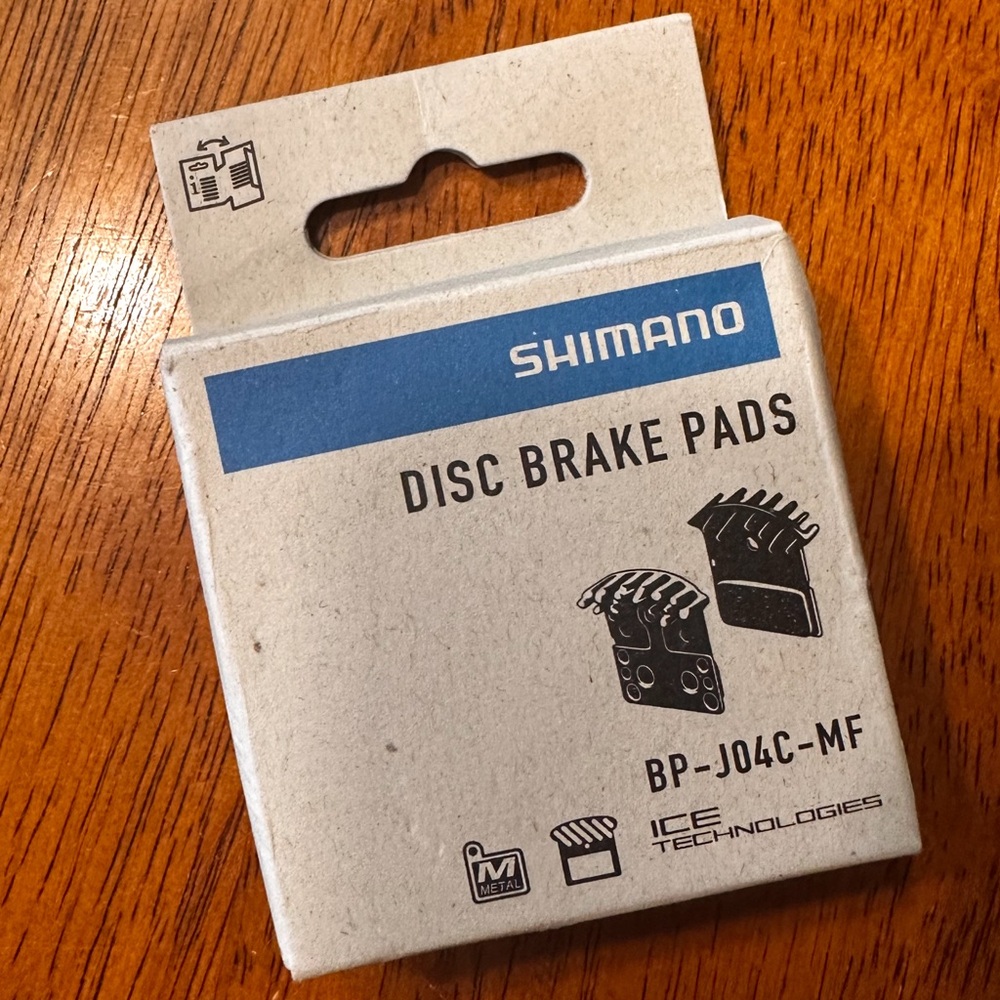 SHIMANO
DISC BRAKE PADS
BP-J04C-MF
ICE
TECHNOLOGIES
M
METAL